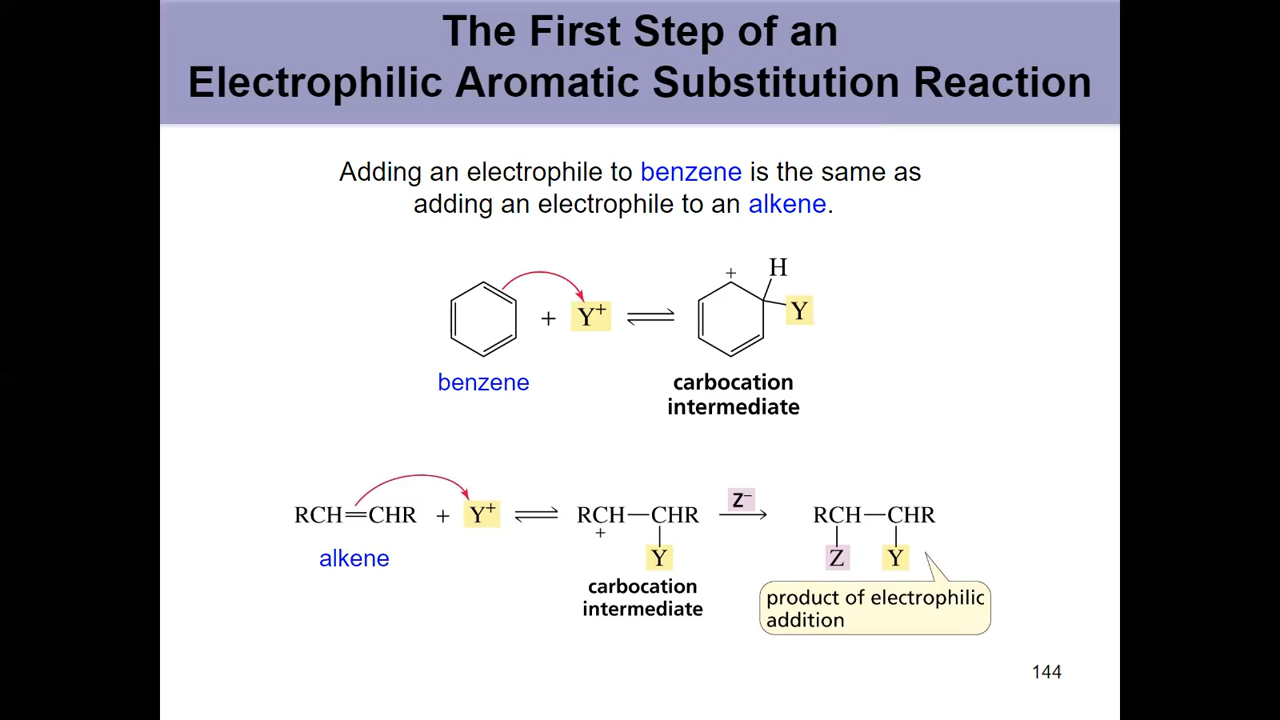 The First Step of an
Electrophilic Aromatic Substitution Reaction
Adding an electrophile to benzene is the same as
adding an electrophile to an alkene.
+ H
+ Y⁺ ⇌ Y
benzene
carbocation
intermediate
Z⁻
RCH=CHR + Y⁺ ⇌ RCH—CHR → RCH—CHR
+
Y Z Y
alkene
carbocation
intermediate
product of electrophilic
addition
144